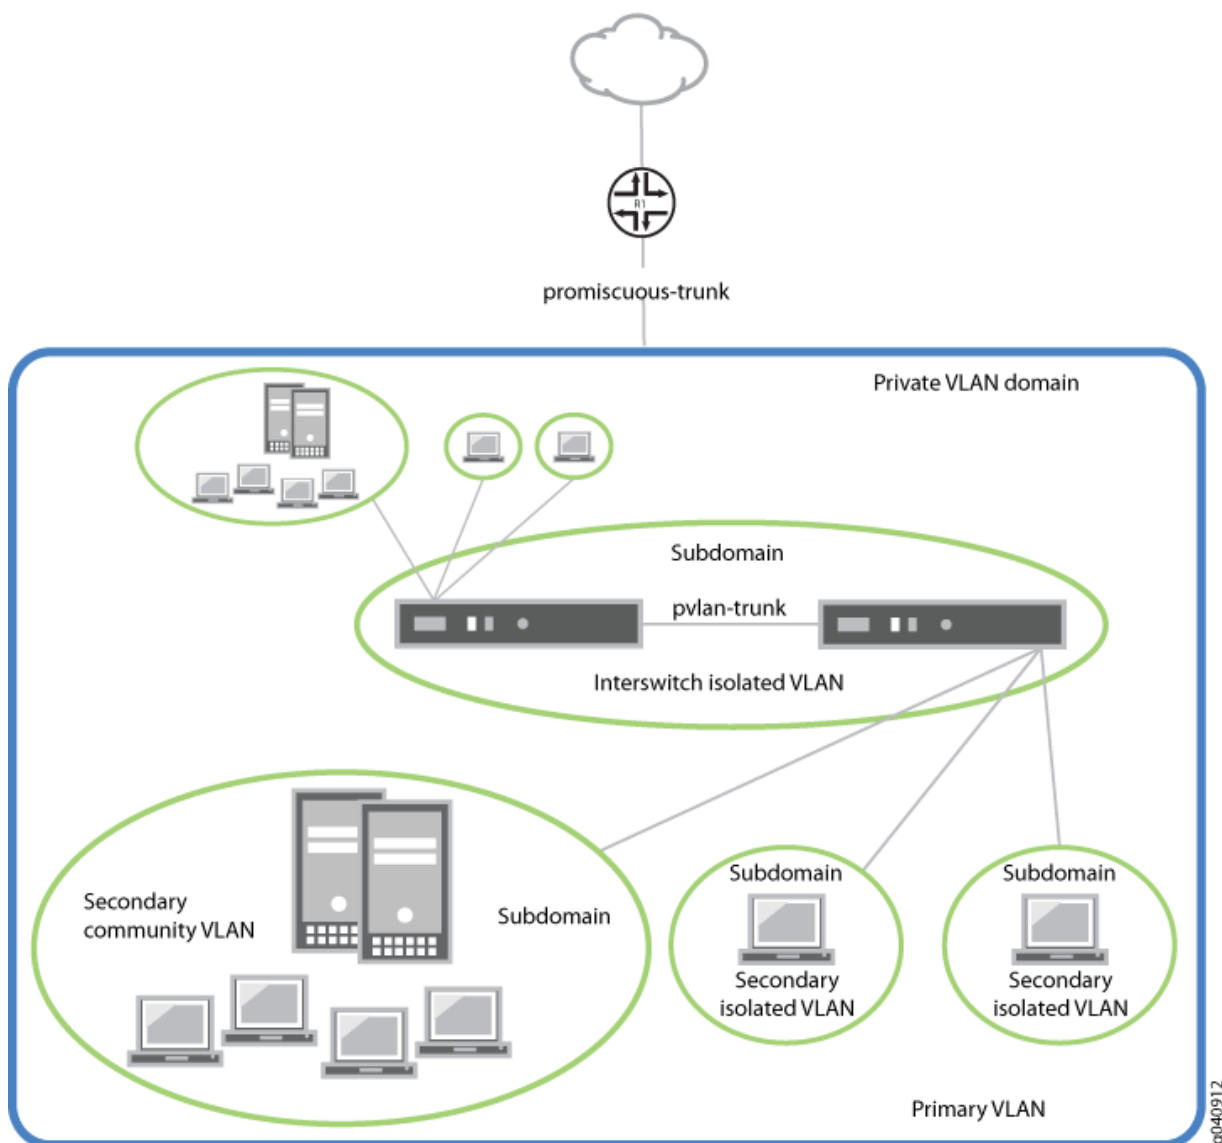 R1
promiscuous-trunk
Private VLAN domain
Subdomain
pvlan-trunk
Interswitch isolated VLAN
Secondary
community VLAN
Subdomain
Subdomain
Secondary
isolated VLAN
Subdomain
Secondary
isolated VLAN
Primary VLAN
g040912